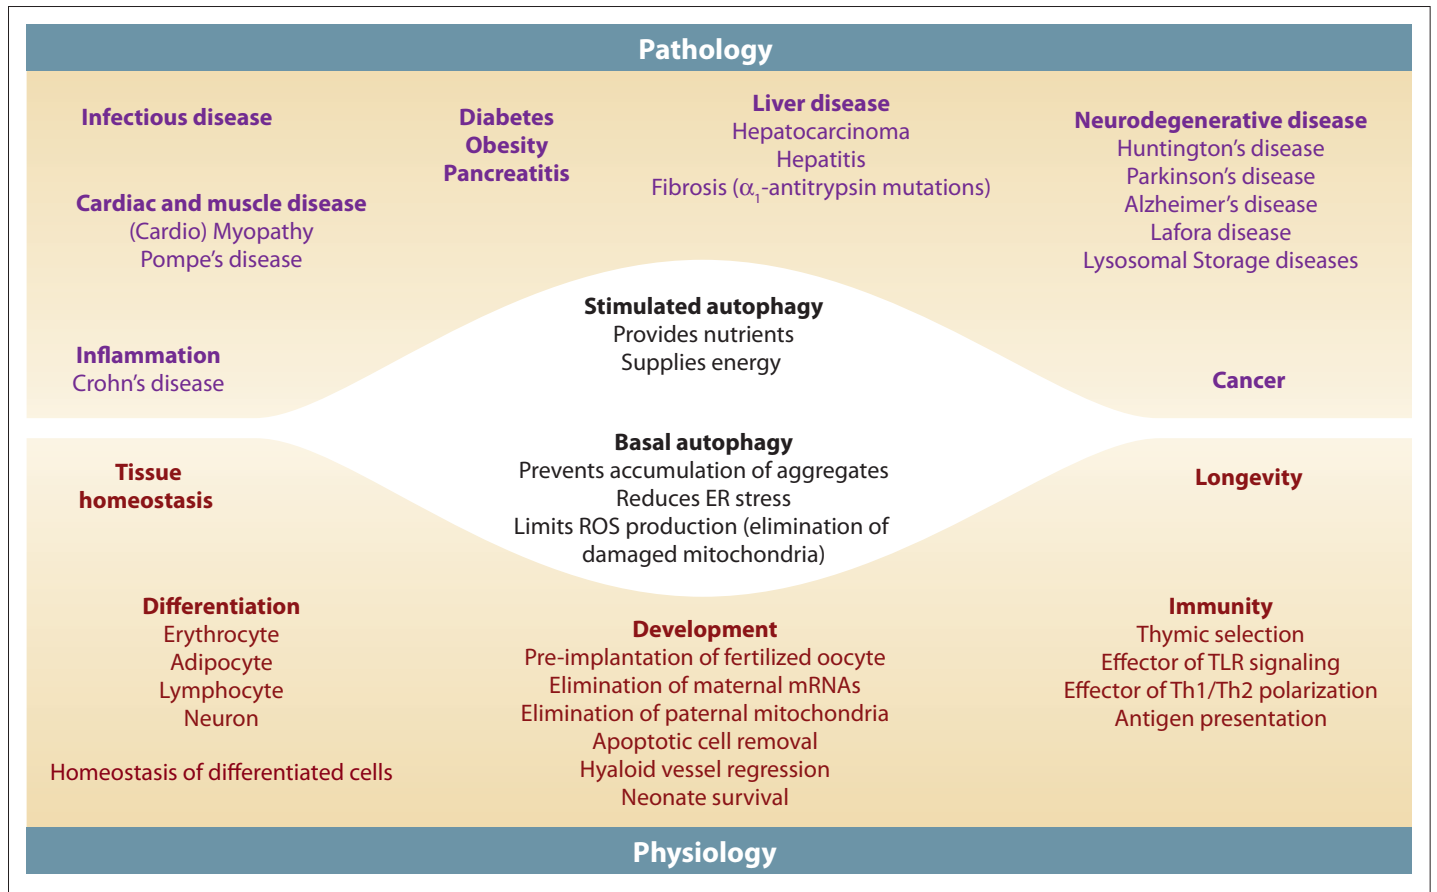 Pathology
Infectious disease
Cardiac and muscle disease
(Cardio) Myopathy
Pompe’s disease
Inflammation
Crohn’s disease
Diabetes
Obesity
Pancreatitis
Liver disease
Hepatocarcinoma
Hepatitis
Fibrosis (α₁-antitrypsin mutations)
Neurodegenerative disease
Huntington’s disease
Parkinson’s disease
Alzheimer’s disease
Lafora disease
Lysosomal Storage diseases
Cancer
Stimulated autophagy
Provides nutrients
Supplies energy
Basal autophagy
Prevents accumulation of aggregates
Reduces ER stress
Limits ROS production (elimination of
damaged mitochondria)
Tissue
homeostasis
Differentiation
Erythrocyte
Adipocyte
Lymphocyte
Neuron
Homeostasis of differentiated cells
Development
Pre-implantation of fertilized oocyte
Elimination of maternal mRNAs
Elimination of paternal mitochondria
Apoptotic cell removal
Hyaloid vessel regression
Neonate survival
Longevity
Immunity
Thymic selection
Effector of TLR signaling
Effector of Th1/Th2 polarization
Antigen presentation
Physiology